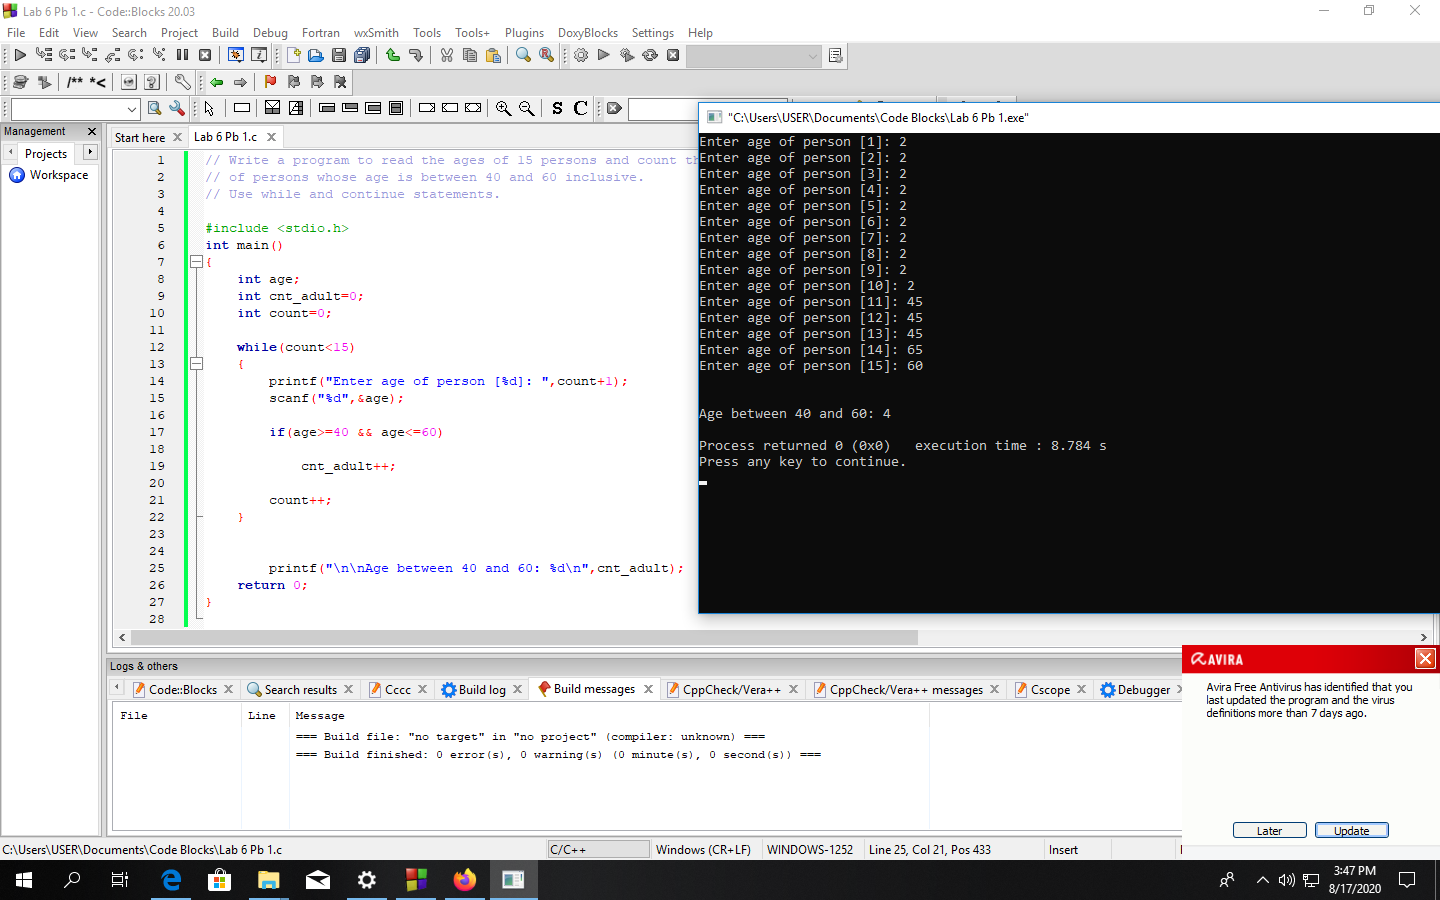 Lab 6 Pb 1.c - Code::Blocks 20.03
File Edit View Search Project Build Debug Fortran wxSmith Tools Tools+ Plugins DoxyBlocks Settings Help
/** *<
S C
Management
Projects
Workspace
Start here
Lab 6 Pb 1.c
1 // Write a program to read the ages of 15 persons and count th
2 // of persons whose age is between 40 and 60 inclusive.
3 // Use while and continue statements.
4
5 #include <stdio.h>
6 int main()
7 {
8 int age;
9 int cnt_adult=0;
10 int count=0;
11
12 while(count<15)
13 {
14 printf("Enter age of person [%d]: ",count+1);
15 scanf("%d",&age);
16
17 if(age>=40 && age<=60)
18
19 cnt_adult++;
20
21 count++;
22 }
23
24
25 printf("\n\nAge between 40 and 60: %d\n",cnt_adult);
26 return 0;
27 }
28
"C:\Users\USER\Documents\Code Blocks\Lab 6 Pb 1.exe"
Enter age of person [1]: 2
Enter age of person [2]: 2
Enter age of person [3]: 2
Enter age of person [4]: 2
Enter age of person [5]: 2
Enter age of person [6]: 2
Enter age of person [7]: 2
Enter age of person [8]: 2
Enter age of person [9]: 2
Enter age of person [10]: 2
Enter age of person [11]: 45
Enter age of person [12]: 45
Enter age of person [13]: 45
Enter age of person [14]: 65
Enter age of person [15]: 60
Age between 40 and 60: 4
Process returned 0 (0x0) execution time : 8.784 s
Press any key to continue.
Logs & others
Code::Blocks Search results Cccc Build log Build messages CppCheck/Vera++ CppCheck/Vera++ messages Cscope Debugger
File Line Message
=== Build file: "no target" in "no project" (compiler: unknown) ===
=== Build finished: 0 error(s), 0 warning(s) (0 minute(s), 0 second(s)) ===
AVIRA
Avira Free Antivirus has identified that you
last updated the program and the virus
definitions more than 7 days ago.
Later Update
C:\Users\USER\Documents\Code Blocks\Lab 6 Pb 1.c C/C++ Windows (CR+LF) WINDOWS-1252 Line 25, Col 21, Pos 433 Insert
3:47 PM
8/17/2020